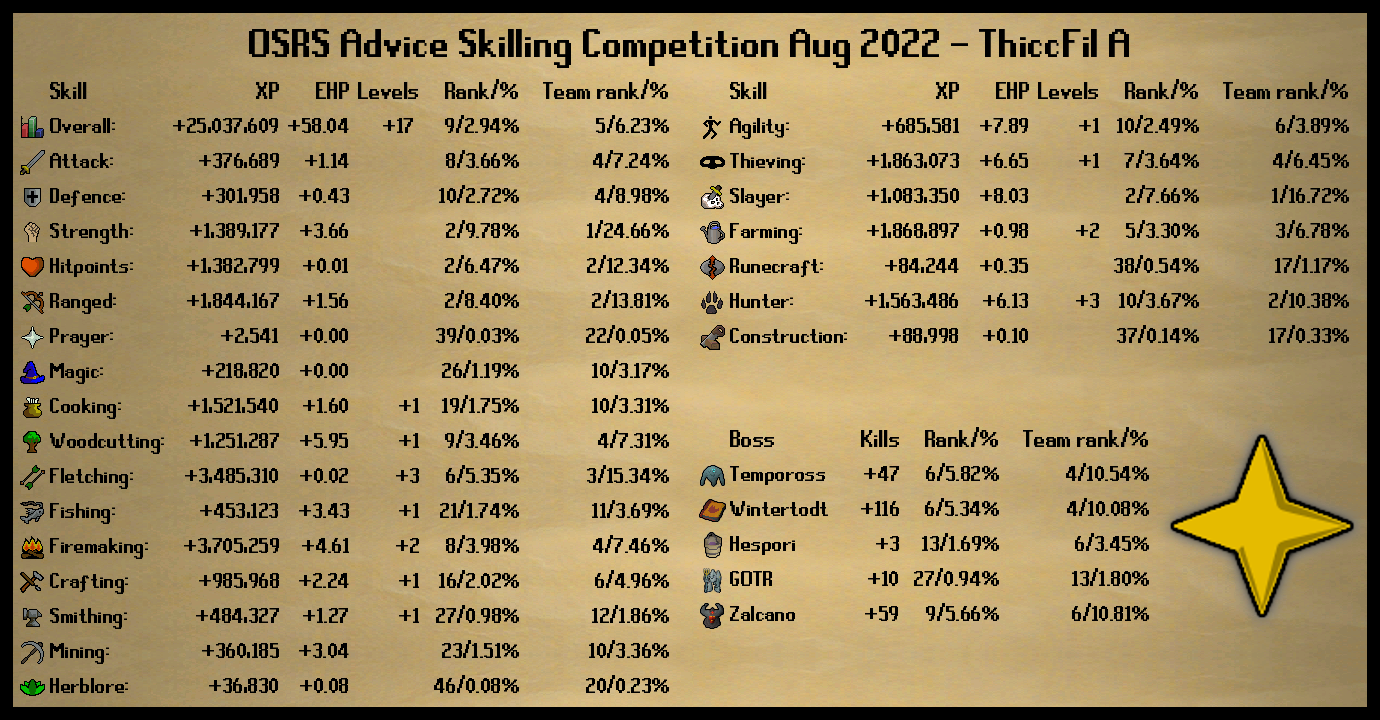 OSRS Advice Skilling Competition Aug 2022 - ThiccFil A
Skill XP EHP Levels Rank/% Team rank/%
Overall: +25,037,609 +58.04 +17 9/2.94% 5/6.23%
Attack: +376,689 +1.14 8/3.66% 4/7.24%
Defence: +301,958 +0.43 10/2.72% 4/8.98%
Strength: +1,389,177 +3.66 2/9.78% 1/24.66%
Hitpoints: +1,382,799 +0.01 2/6.47% 2/12.34%
Ranged: +1,844,167 +1.56 2/8.40% 2/13.81%
Prayer: +2,541 +0.00 39/0.03% 22/0.05%
Magic: +218,820 +0.00 26/1.19% 10/3.17%
Cooking: +1,521,540 +1.60 +1 19/1.75% 10/3.31%
Woodcutting: +1,251,287 +5.95 +1 9/3.46% 4/7.31%
Fletching: +3,485,310 +0.02 +3 6/5.35% 3/15.34%
Fishing: +453,123 +3.43 +1 21/1.74% 11/3.69%
Firemaking: +3,705,259 +4.61 +2 8/3.98% 4/7.46%
Crafting: +985,968 +2.24 +1 16/2.02% 6/4.96%
Smithing: +484,327 +1.27 +1 27/0.98% 12/1.86%
Mining: +360,185 +3.04 23/1.51% 10/3.36%
Herblore: +36,830 +0.08 46/0.08% 20/0.23%
Skill XP EHP Levels Rank/% Team rank/%
Agility: +685,581 +7.89 +1 10/2.49% 6/3.89%
Thieving: +1,863,073 +6.65 +1 7/3.64% 4/6.45%
Slayer: +1,083,350 +8.03 2/7.66% 1/16.72%
Farming: +1,868,897 +0.98 +2 5/3.30% 3/6.78%
Runecraft: +84,244 +0.35 38/0.54% 17/1.17%
Hunter: +1,563,486 +6.13 +3 10/3.67% 2/10.38%
Construction: +88,998 +0.10 37/0.14% 17/0.33%
Boss Kills Rank/% Team rank/%
Tempoross +47 6/5.82% 4/10.54%
Wintertodt +116 6/5.34% 4/10.08%
Hespori +3 13/1.69% 6/3.45%
GOTR +10 27/0.94% 13/1.80%
Zalcano +59 9/5.66% 6/10.81%